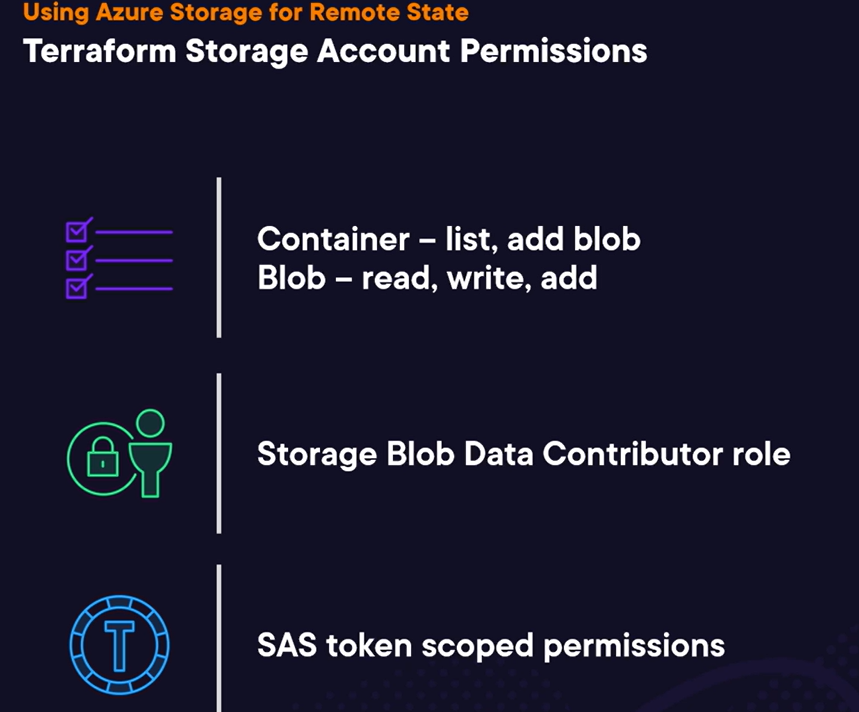 Using Azure Storage for Remote State
Terraform Storage Account Permissions
Container – list, add blob
Blob – read, write, add
Storage Blob Data Contributor role
T
SAS token scoped permissions